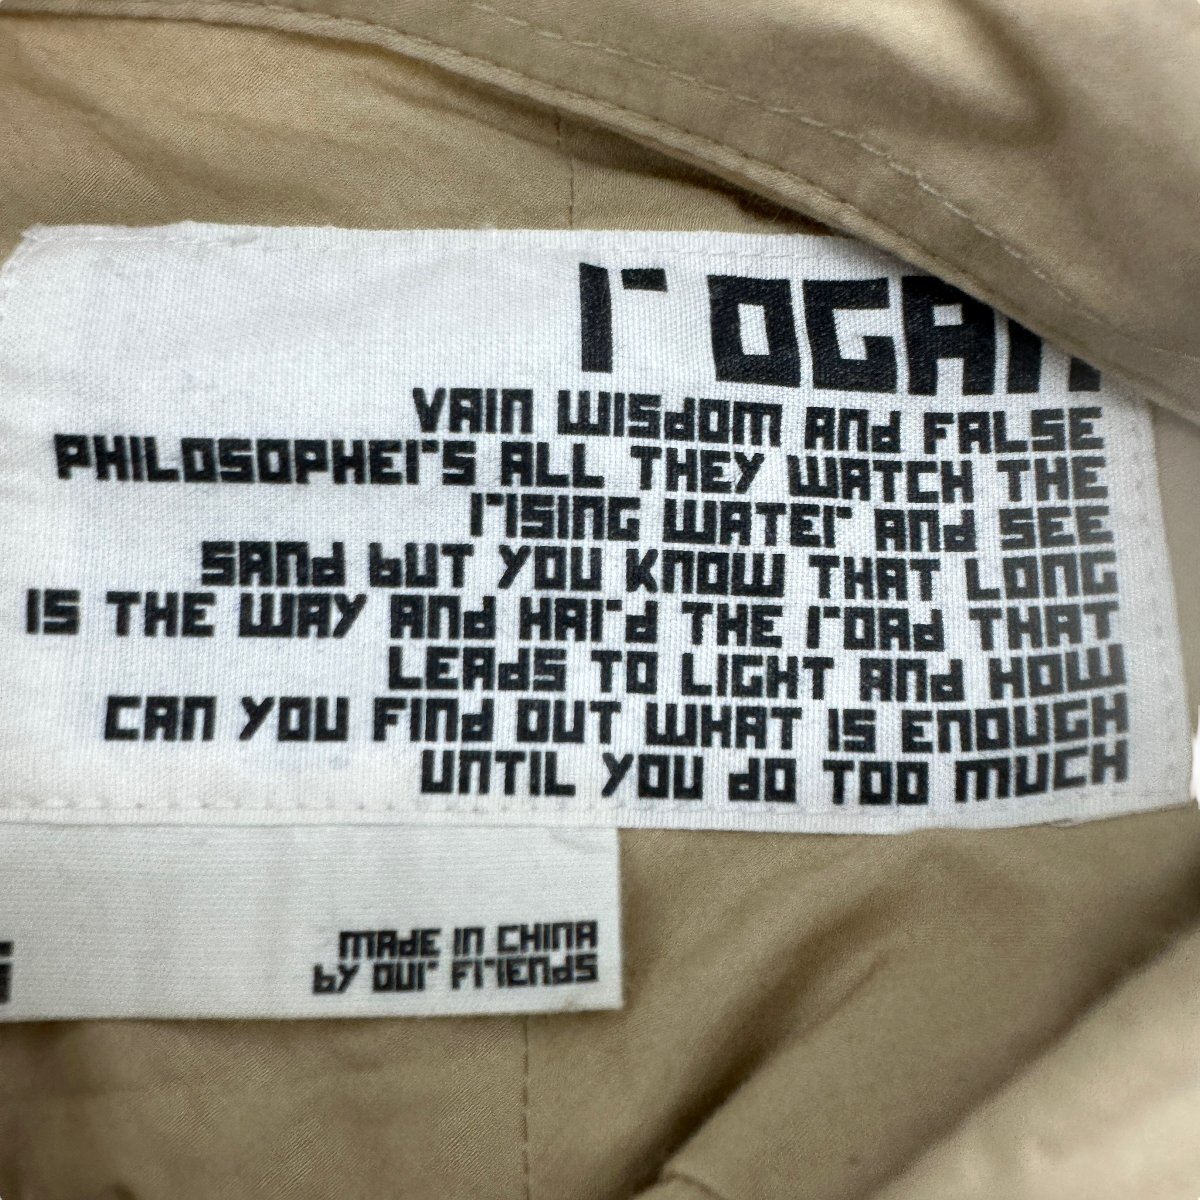 rOGAN
VAIN WISdOM ANd FALSE
PHILOSOPHErS ALL THEY WATCH THE
rISING WATEr ANd SEE
SANd bUT YOU KNOW THAT LONG
IS THE WAY ANd HArd THE rOAd THAT
LEAdS TO LIGHT ANd HOW
CAN YOU FINd OUT WHAT IS ENOUGH
UNTIL YOU dO TOO MUCH
MAdE IN CHINA
bY OUr FrIENdS